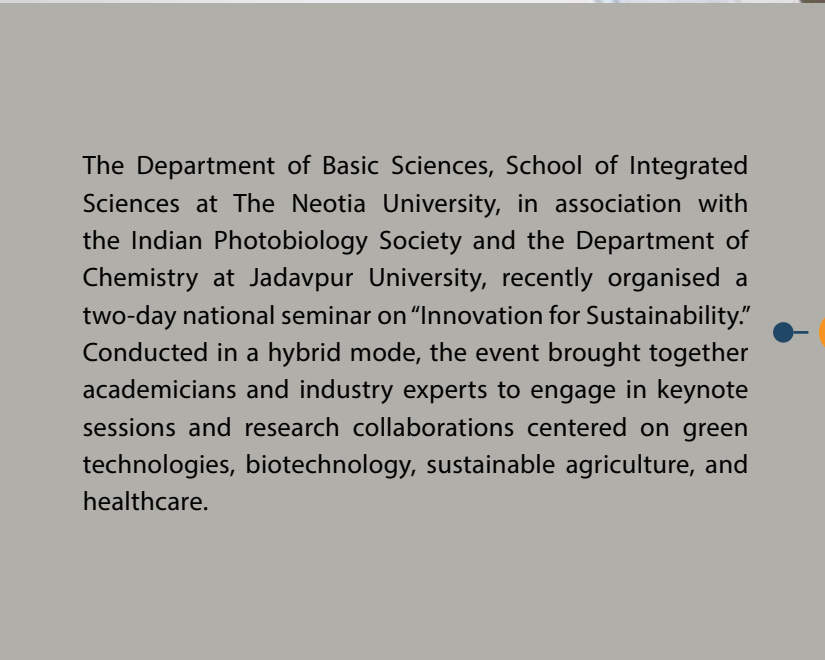 The Department of Basic Sciences, School of Integrated
Sciences at The Neotia University, in association with
the Indian Photobiology Society and the Department of
Chemistry at Jadavpur University, recently organised a
two-day national seminar on “Innovation for Sustainability.”
Conducted in a hybrid mode, the event brought together
academicians and industry experts to engage in keynote
sessions and research collaborations centered on green
technologies, biotechnology, sustainable agriculture, and
healthcare.